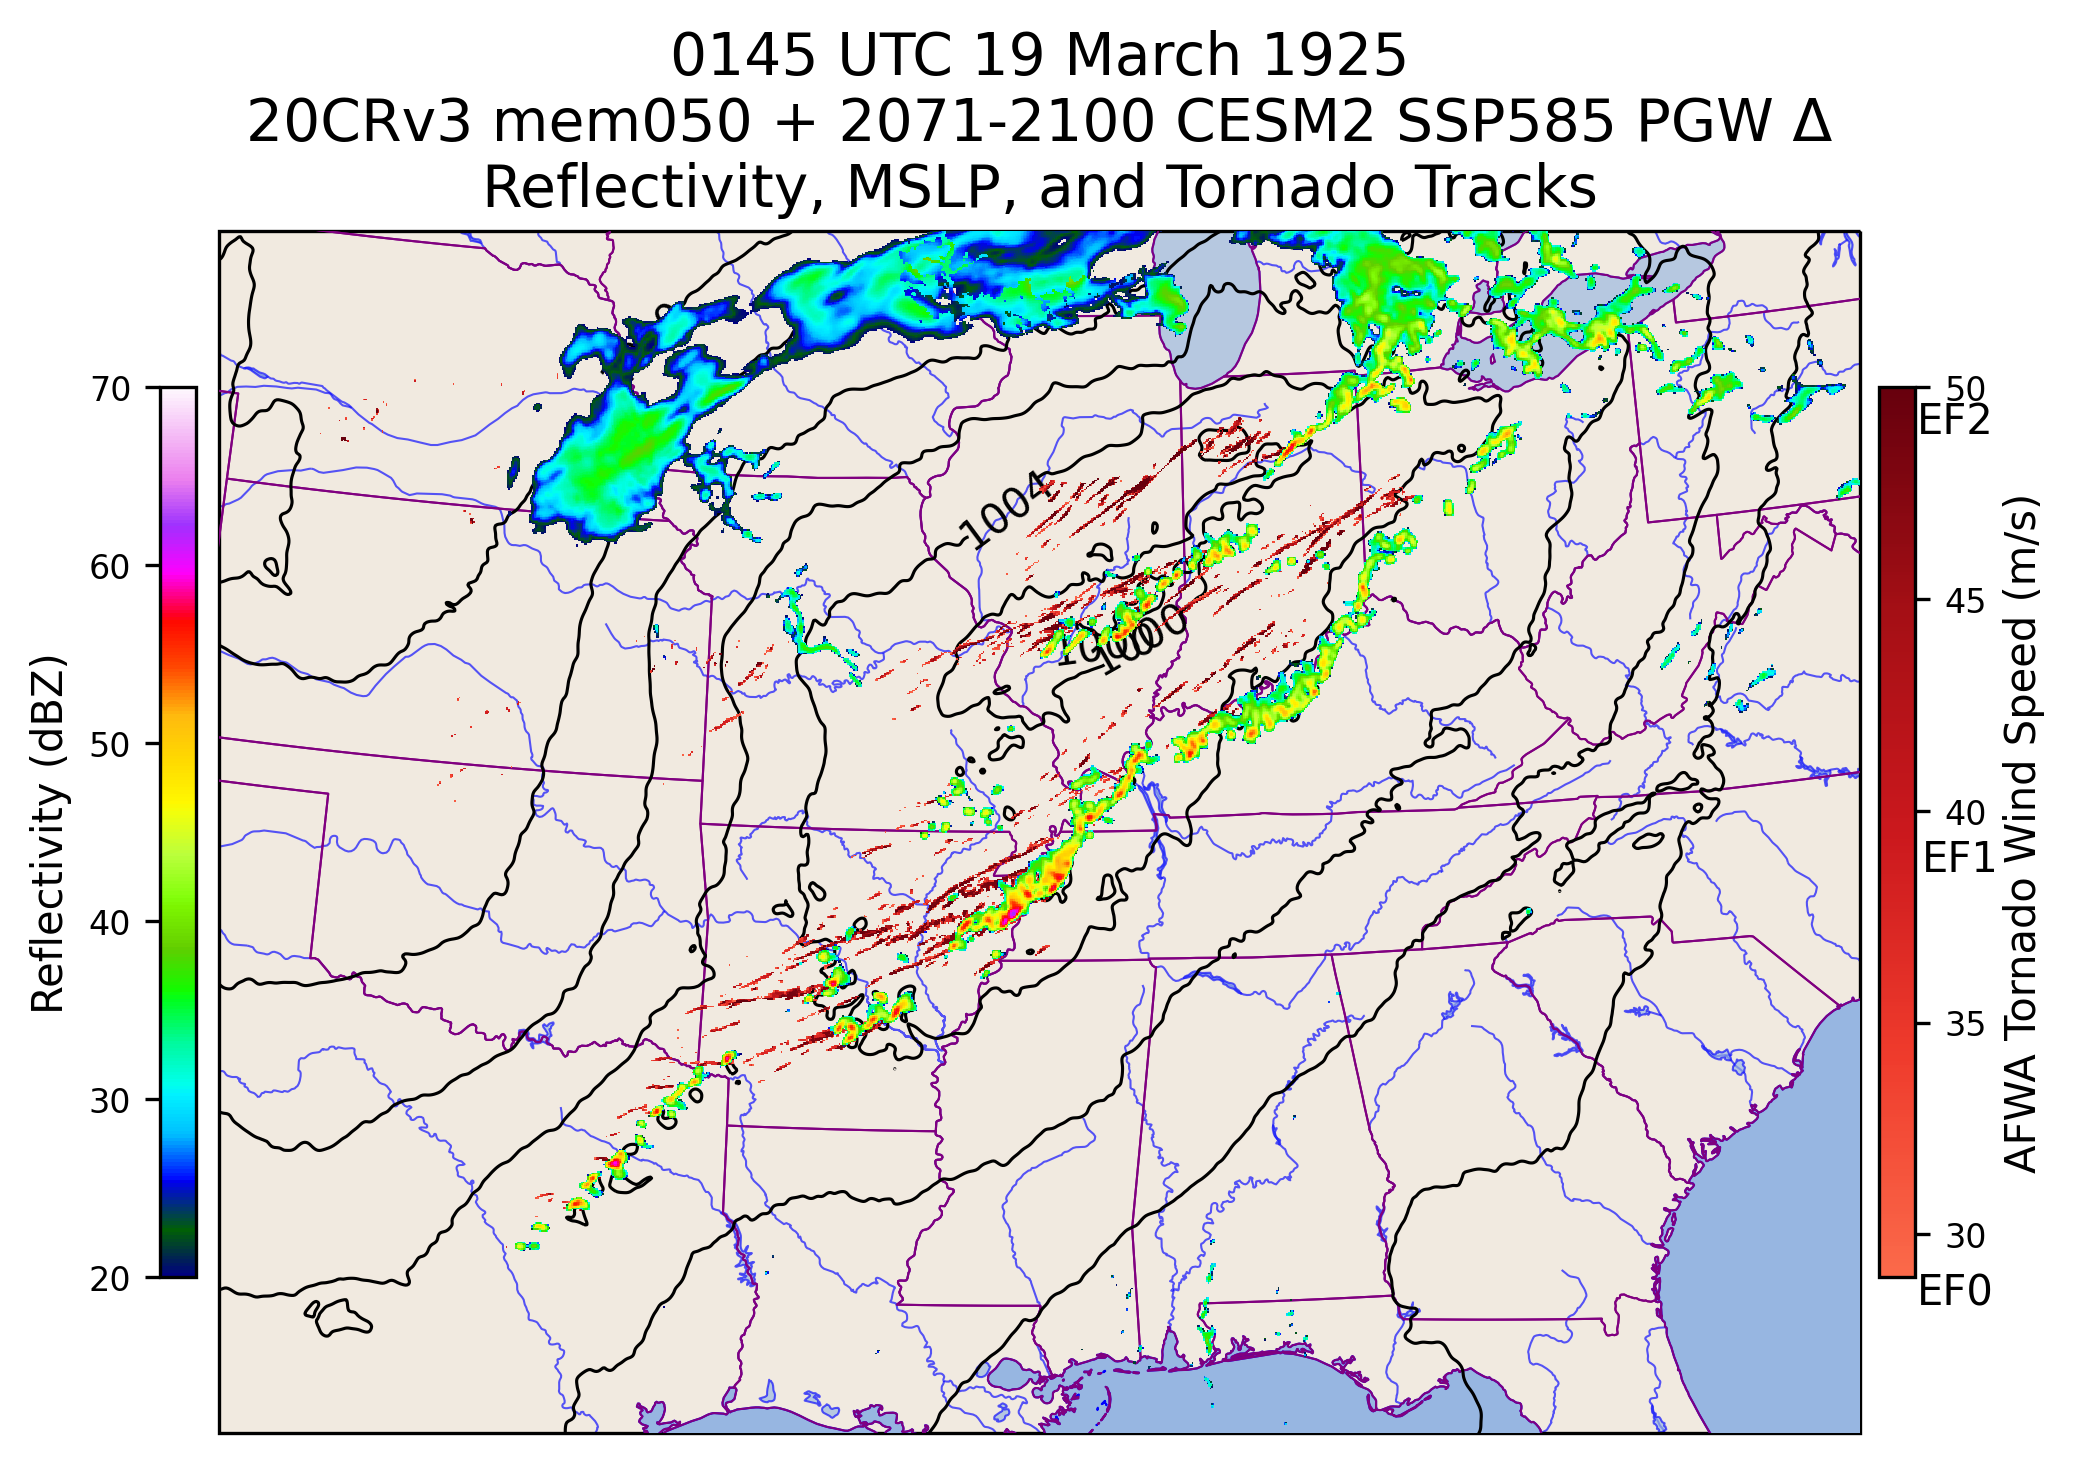 0145 UTC 19 March 1925
20CRv3 mem050 + 2071-2100 CESM2 SSP585 PGW Δ
Reflectivity, MSLP, and Tornado Tracks
70
60
50
40
30
20
Reflectivity (dBZ)
1004
1000
1000
50
EF2
45
40
EF1
35
30
EF0
AFWA Tornado Wind Speed (m/s)